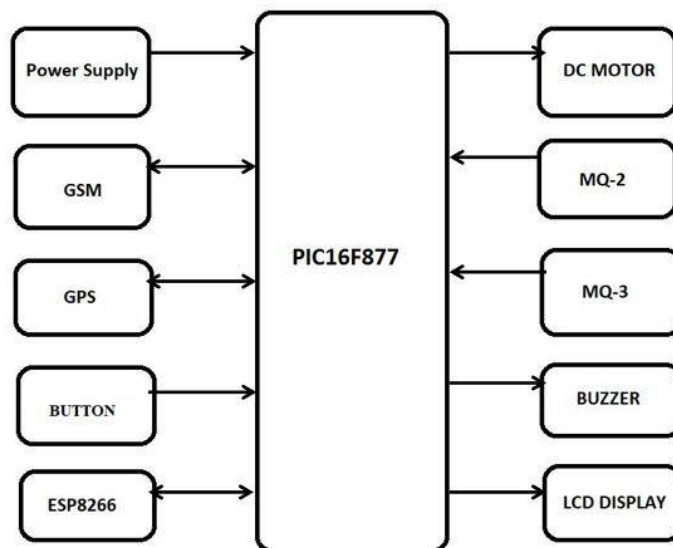 Power Supply
GSM
GPS
BUTTON
ESP8266
PIC16F877
DC MOTOR
MQ-2
MQ-3
BUZZER
LCD DISPLAY